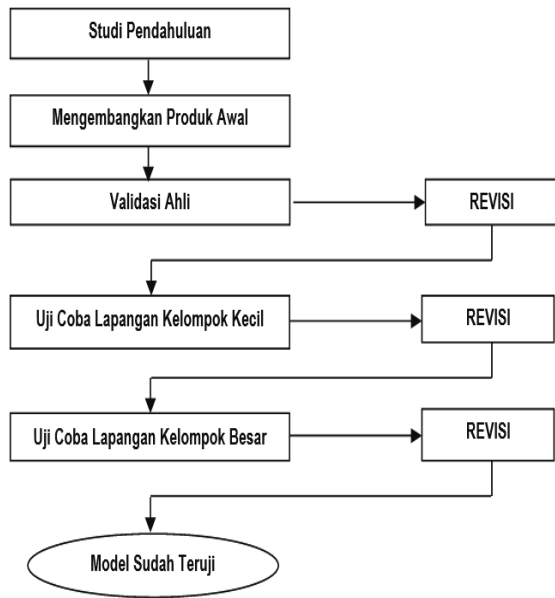 Studi Pendahuluan
Mengembangkan Produk Awal
Validasi Ahli
REVISI
Uji Coba Lapangan Kelompok Kecil
REVISI
Uji Coba Lapangan Kelompok Besar
REVISI
Model Sudah Teruji